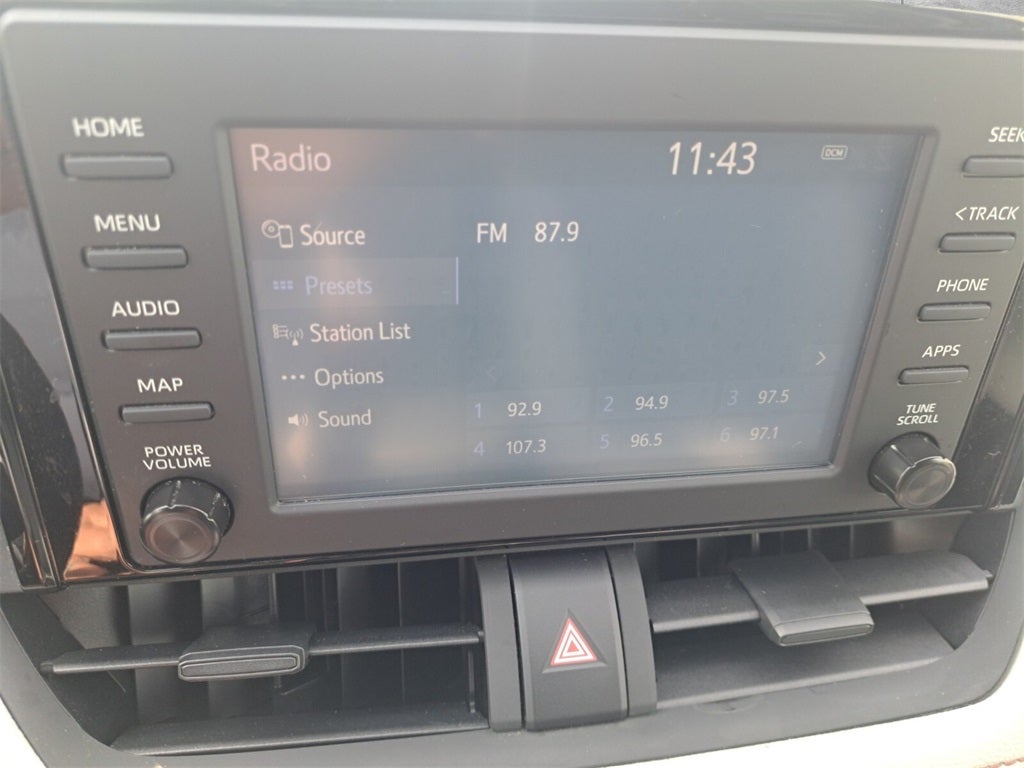 HOME
MENU
AUDIO
MAP
POWER
VOLUME
Radio
11:43
DCM
Source
Presets
Station List
Options
Sound
FM 87.9
<
>
1 92.9
2 94.9
3 97.5
4 107.3
5 96.5
6 97.1
SEEK
<TRACK
PHONE
APPS
TUNE
SCROLL